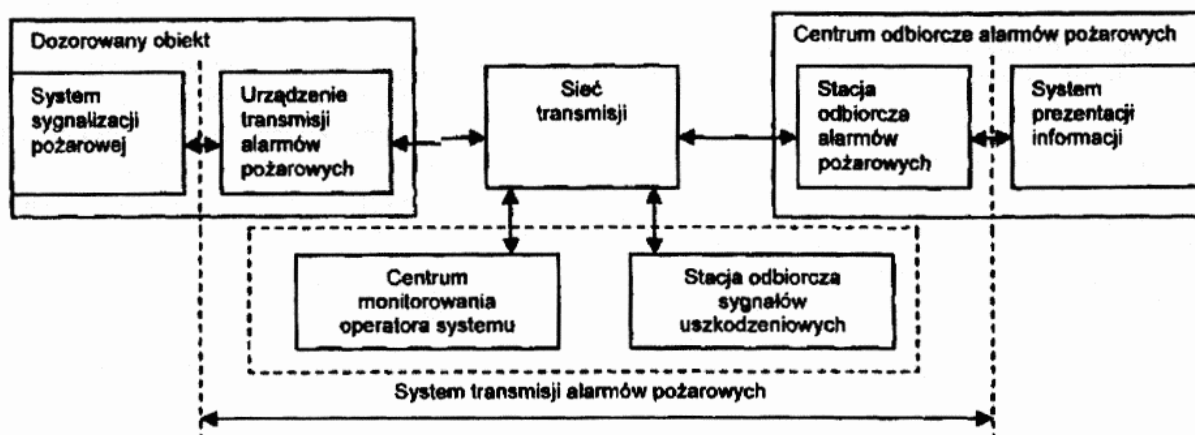 Dozorowany obiekt
System
sygnalizacji
pożarowej
Urządzenie
transmisji
alarmów
pożarowych
Sieć
transmisji
Centrum odbiorcze alarmów pożarowych
Stacja
odbiorcza
alarmów
pożarowych
System
prezentacji
informacji
Centrum
monitorowania
operatora systemu
Stacja odbiorcza
sygnałów
uszkodzeniowych
System transmisji alarmów pożarowych